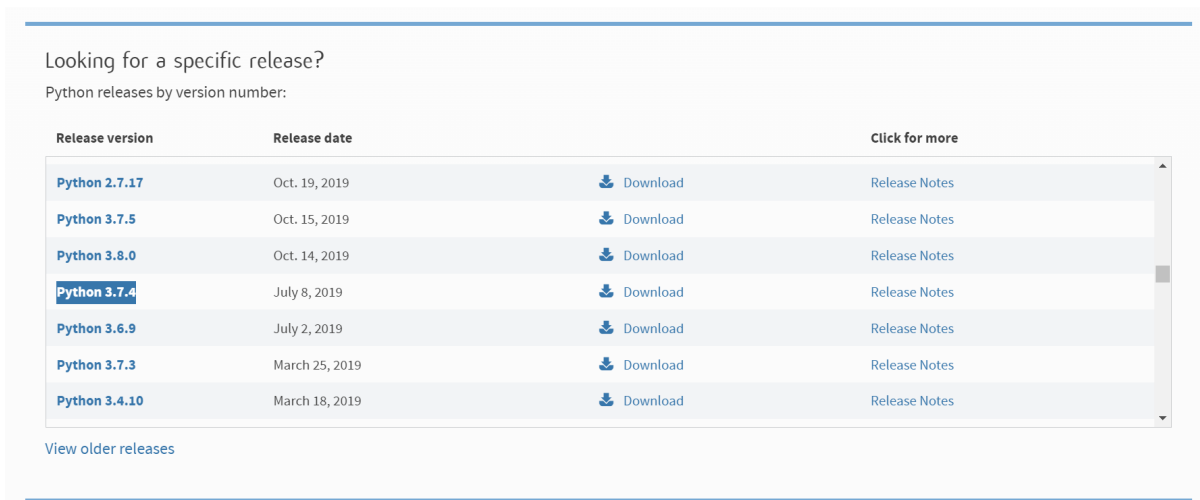 Looking for a specific release?
Python releases by version number:
Release version Release date Click for more
Python 2.7.17 Oct. 19, 2019 Download Release Notes
Python 3.7.5 Oct. 15, 2019 Download Release Notes
Python 3.8.0 Oct. 14, 2019 Download Release Notes
Python 3.7.4 July 8, 2019 Download Release Notes
Python 3.6.9 July 2, 2019 Download Release Notes
Python 3.7.3 March 25, 2019 Download Release Notes
Python 3.4.10 March 18, 2019 Download Release Notes
View older releases